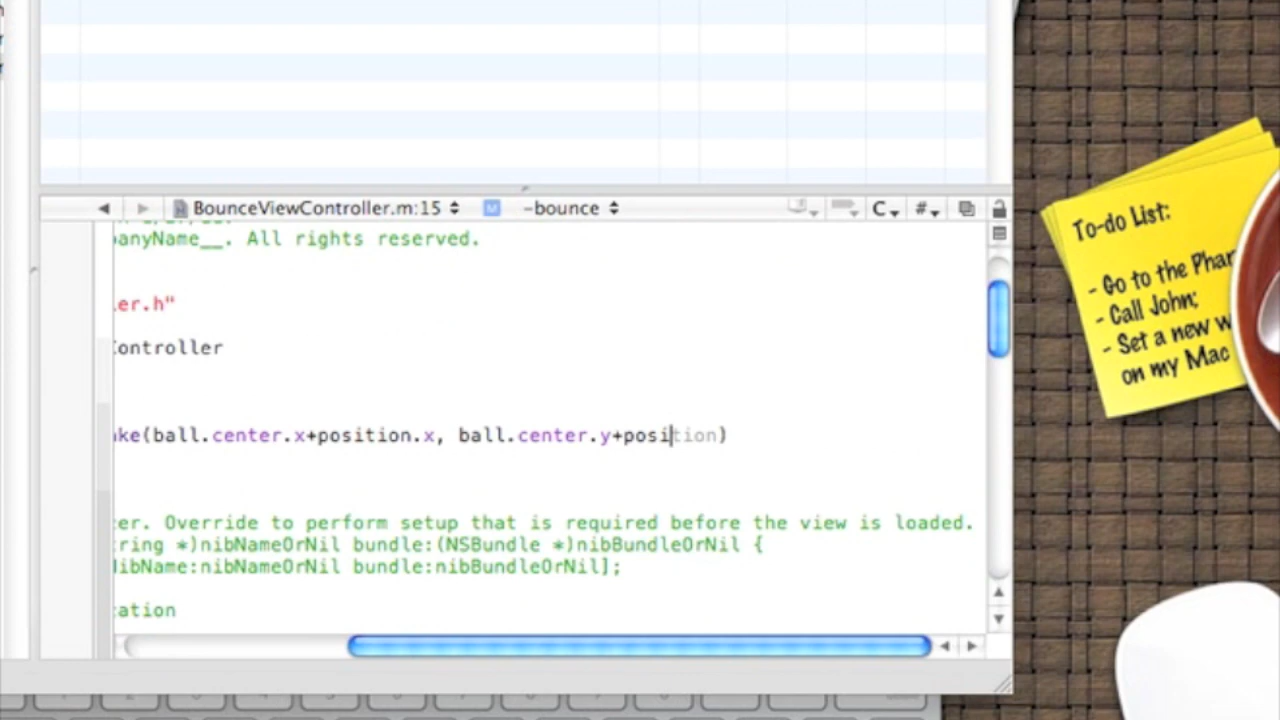 BounceViewController.m:15 M -bounce C #
anyName__. All rights reserved.
er.h"
Controller
ake(ball.center.x+position.x, ball.center.y+position)
er. Override to perform setup that is required before the view is loaded.
ring *)nibNameOrNil bundle:(NSBundle *)nibBundleOrNil {
NibName:nibNameOrNil bundle:nibBundleOrNil];
ation
To-do List:
- Go to the Phar
- Call John;
- Set a new w
on my Mac